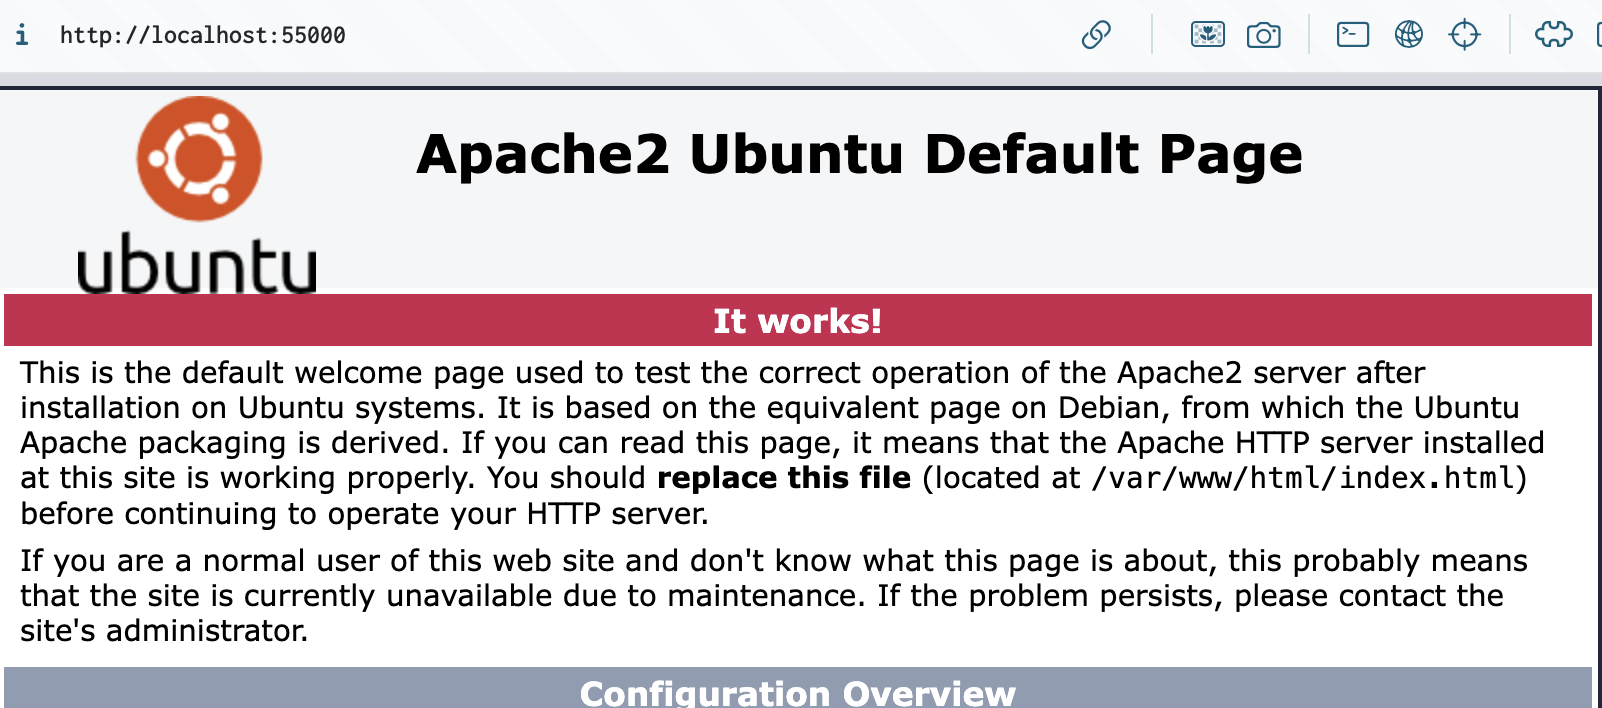 http://localhost:55000
ubuntu
Apache2 Ubuntu Default Page
It works!
This is the default welcome page used to test the correct operation of the Apache2 server after
installation on Ubuntu systems. It is based on the equivalent page on Debian, from which the Ubuntu
Apache packaging is derived. If you can read this page, it means that the Apache HTTP server installed
at this site is working properly. You should replace this file (located at /var/www/html/index.html)
before continuing to operate your HTTP server.
If you are a normal user of this web site and don't know what this page is about, this probably means
that the site is currently unavailable due to maintenance. If the problem persists, please contact the
site's administrator.
Configuration Overview